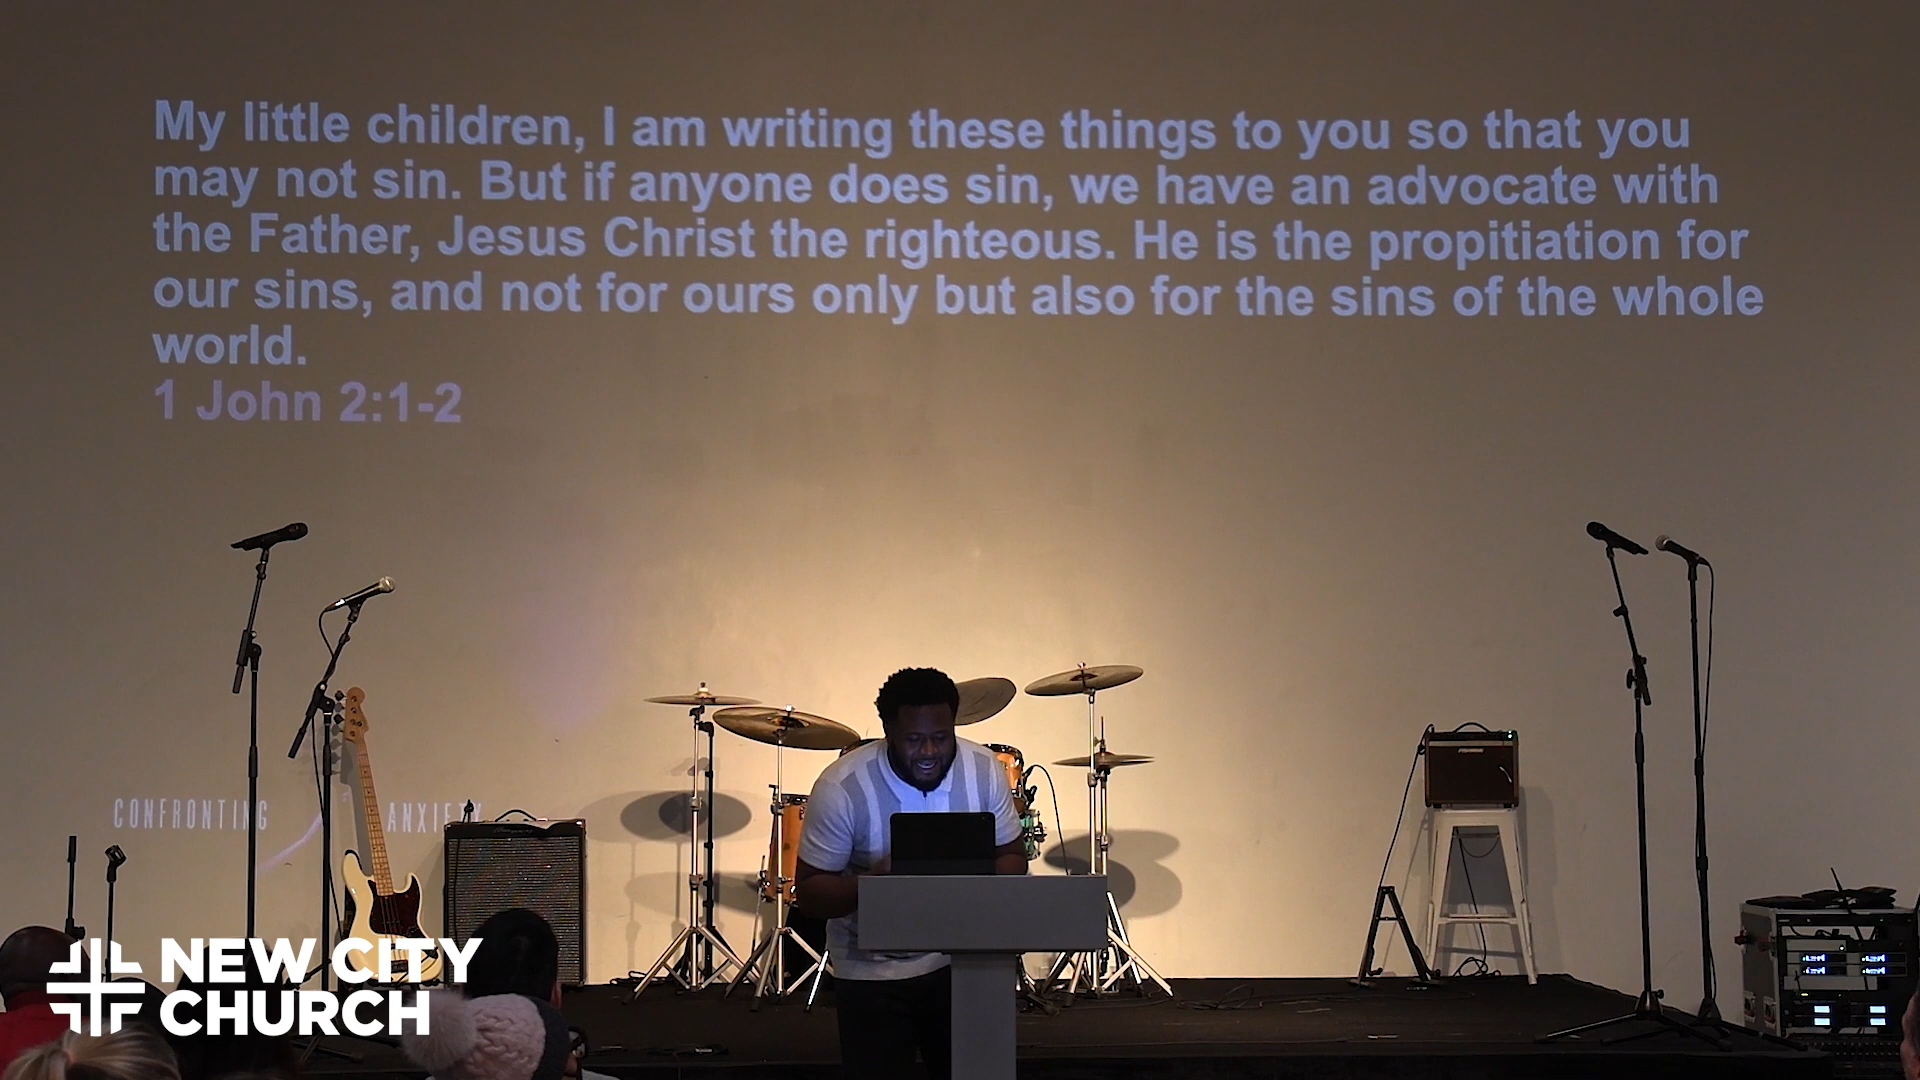 My little children, I am writing these things to you so that you
may not sin. But if anyone does sin, we have an advocate with
the Father, Jesus Christ the righteous. He is the propitiation for
our sins, and not for ours only but also for the sins of the whole
world.
1 John 2:1-2
CONFRONTING ANXIETY
NEW CITY
CHURCH